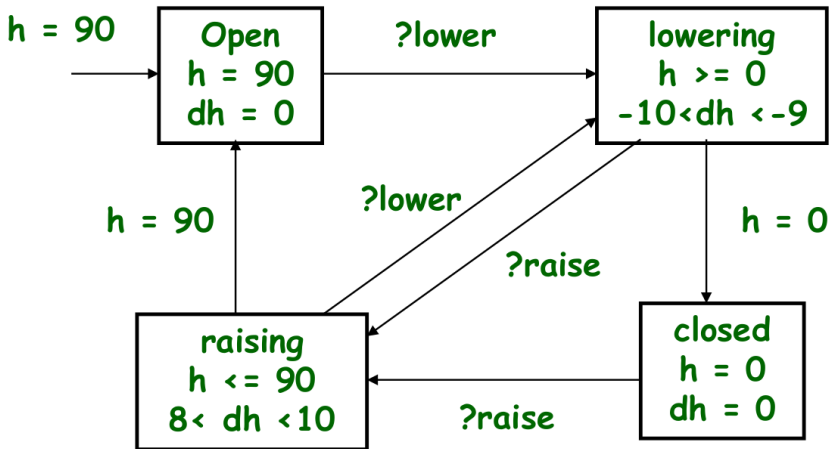 h = 90
Open
h = 90
dh = 0
?lower
lowering
h >= 0
-10<dh <-9
h = 90
?lower
?raise
h = 0
raising
h <= 90
8< dh <10
?raise
closed
h = 0
dh = 0